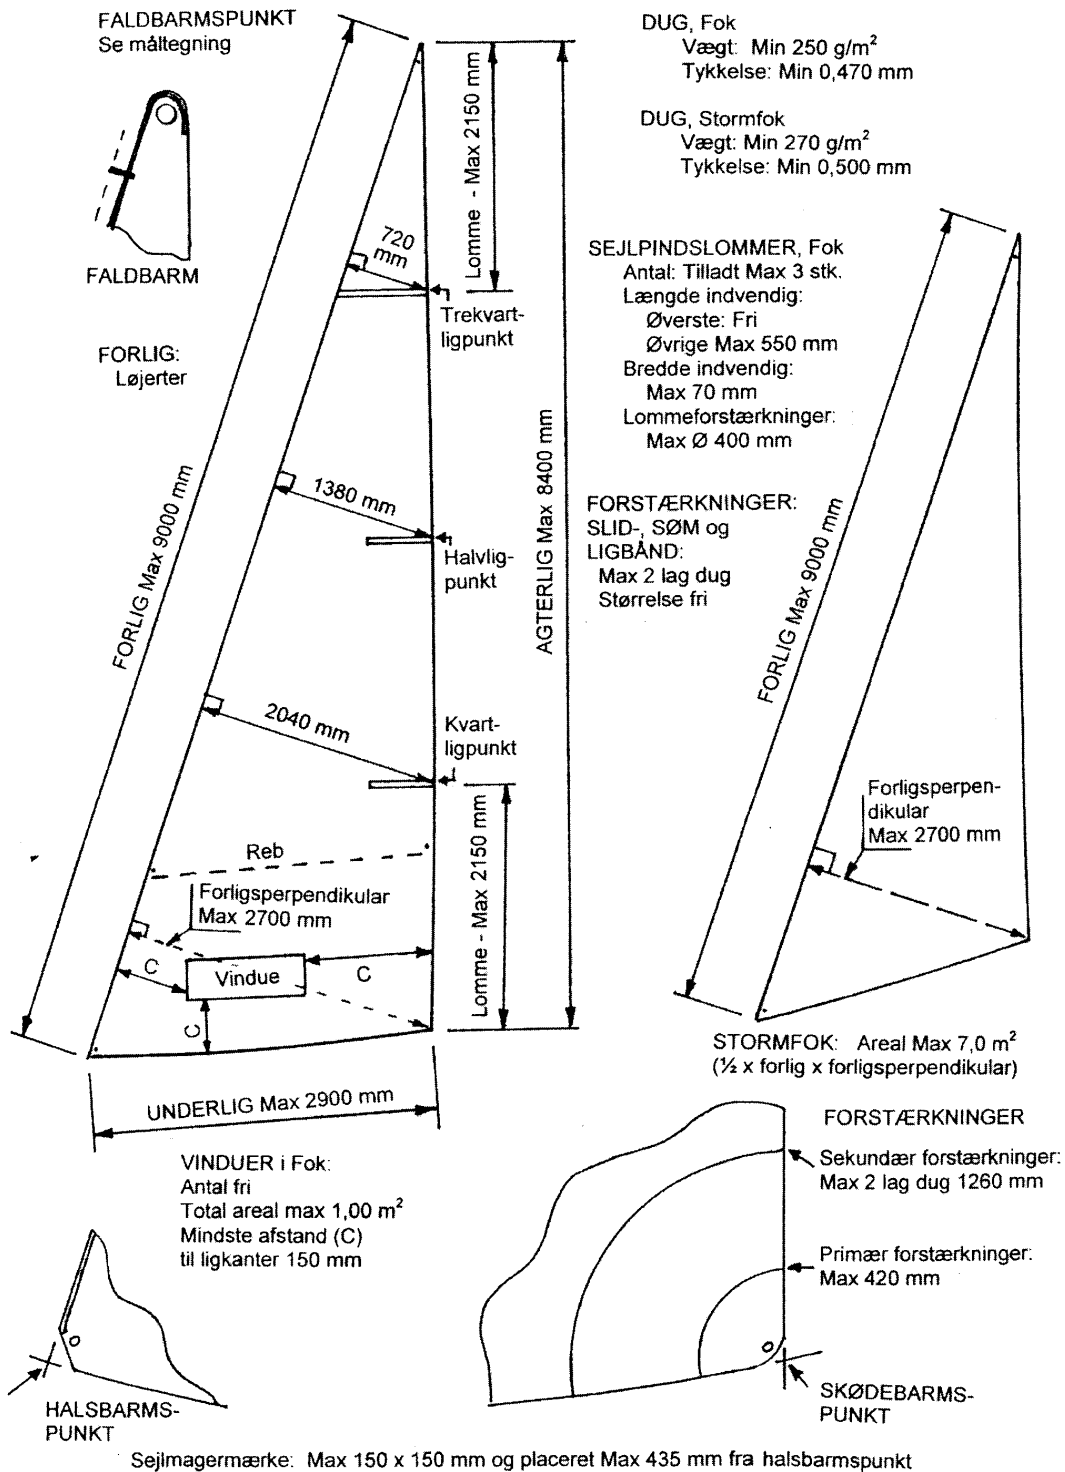 FALDBARMSPUNKT
Se måltegning
FALDBARM
FORLIG:
Løjerter
FORLIG Max 9000 mm
720
mm
Lomme - Max 2150 mm
Trekvart-
ligpunkt
1380 mm
Halvlig-
punkt
AGTERLIG Max 8400 mm
2040 mm
Kvart-
ligpunkt
Reb
Forligsperpendikular
Max 2700 mm
C
Vindue
C
C
Lomme - Max 2150 mm
UNDERLIG Max 2900 mm
DUG, Fok
Vægt: Min 250 g/m²
Tykkelse: Min 0,470 mm
DUG, Stormfok
Vægt: Min 270 g/m²
Tykkelse: Min 0,500 mm
SEJLPINDSLOMMER, Fok
Antal: Tilladt Max 3 stk.
Længde indvendig:
Øverste: Fri
Øvrige Max 550 mm
Bredde indvendig:
Max 70 mm
Lommeforstærkninger:
Max Ø 400 mm
FORSTÆRKNINGER:
SLID-, SØM og
LIGBÅND:
Max 2 lag dug
Størrelse fri
FORLIG Max 9000 mm
Forligsperpen-
dikular
Max 2700 mm
STORMFOK: Areal Max 7,0 m²
(½ x forlig x forligsperpendikular)
VINDUER i Fok:
Antal fri
Total areal max 1,00 m²
Mindste afstand (C)
til ligkanter 150 mm
HALSBARMS-
PUNKT
FORSTÆRKNINGER
Sekundær forstærkninger:
Max 2 lag dug 1260 mm
Primær forstærkninger:
Max 420 mm
SKØDEBARMS-
PUNKT
Sejlmagermærke: Max 150 x 150 mm og placeret Max 435 mm fra halsbarmspunkt